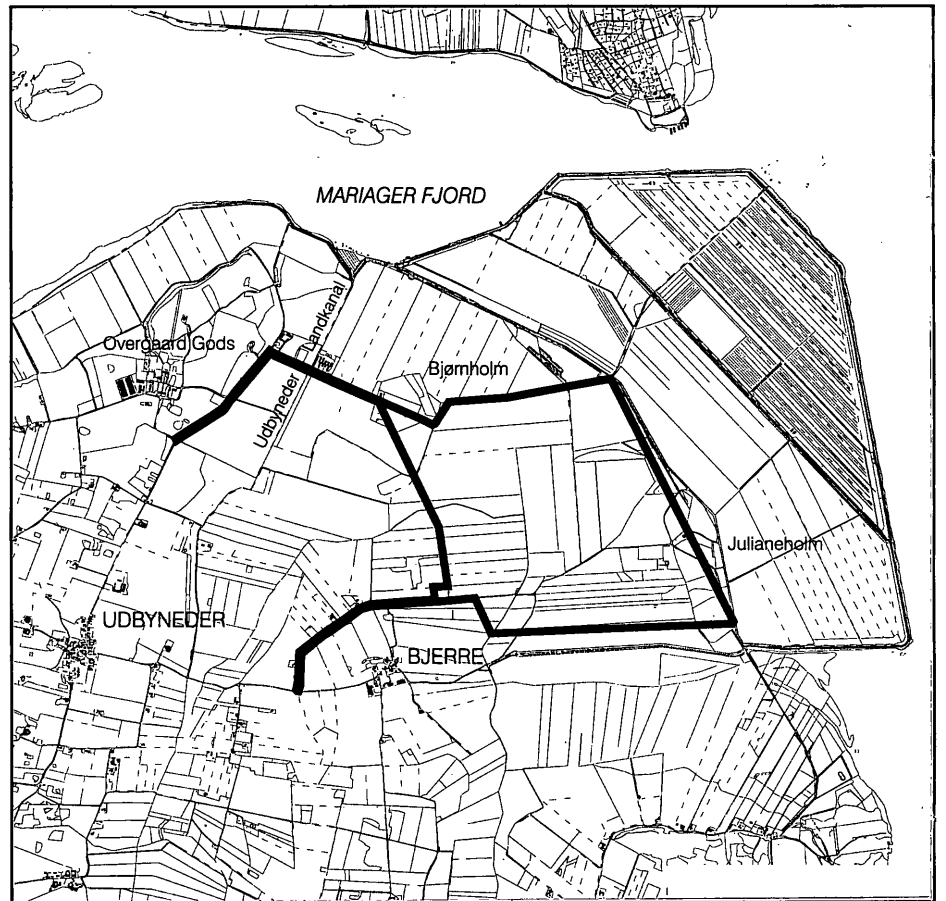 MARIAGER FJORD
Overgaard Gods
Udbyneder Landkanal
Bjørnholm
Julianeholm
UDBYNEDER
BJERRE